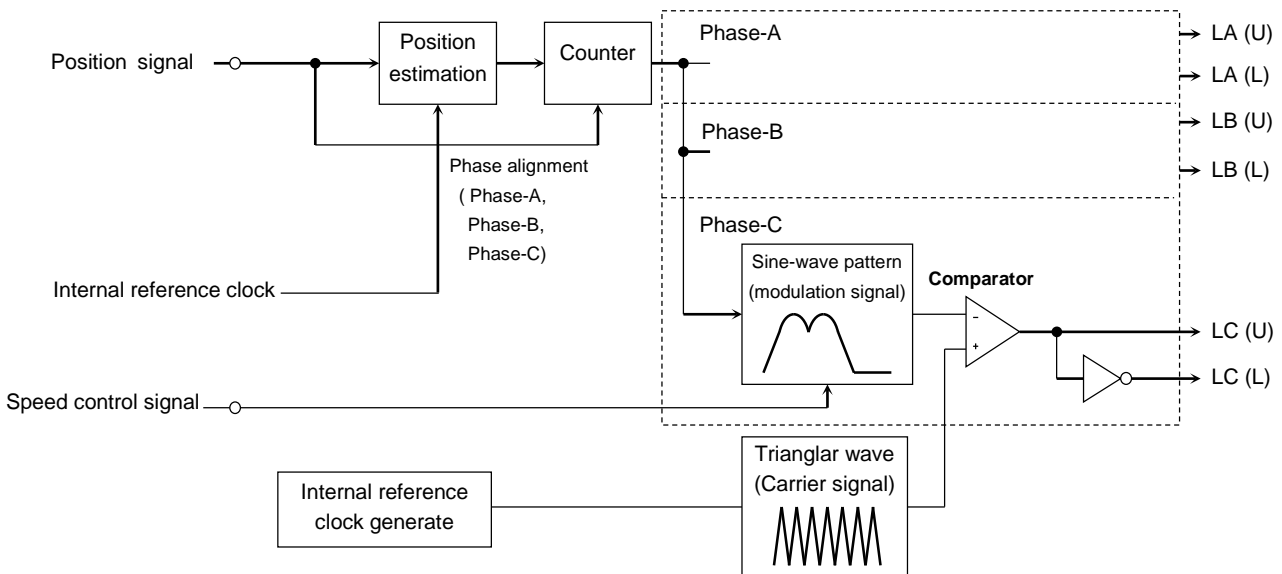 Position signal
Position
estimation
Counter
Phase-A
LA (U)
LA (L)
Phase-B
LB (U)
LB (L)
Phase alignment
( Phase-A,
Phase-B,
Phase-C)
Phase-C
Sine-wave pattern
(modulation signal)
Comparator
−
+
Internal reference clock
LC (U)
LC (L)
Speed control signal
Trianglar wave
(Carrier signal)
Internal reference
clock generate